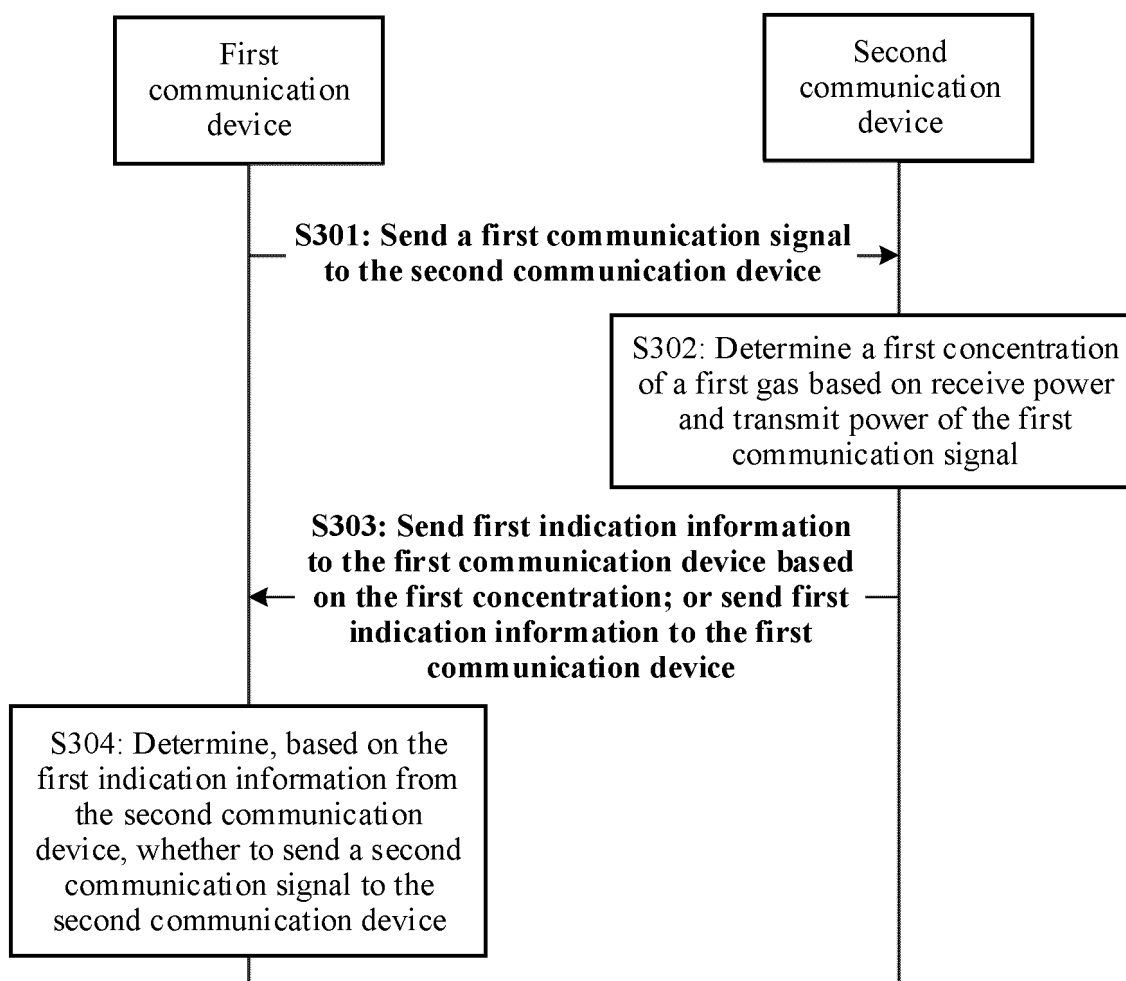 First
communication
device
Second
communication
device
S301: Send a first communication signal
to the second communication device
S302: Determine a first concentration
of a first gas based on receive power
and transmit power of the first
communication signal
S303: Send first indication information
to the first communication device based
on the first concentration; or send first
indication information to the first
communication device
S304: Determine, based on the
first indication information from
the second communication
device, whether to send a second
communication signal to the
second communication device